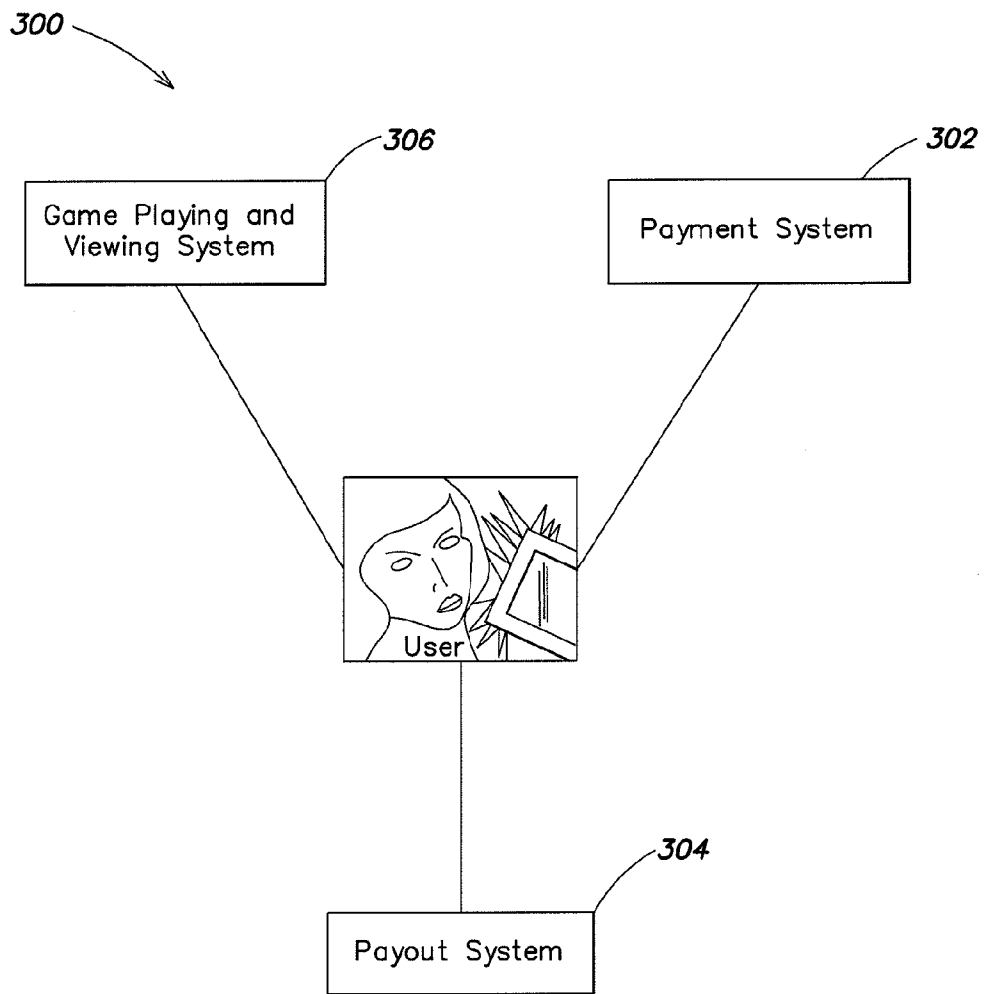 300
306
302
Game Playing and
Viewing System
Payment System
User
304
Payout System